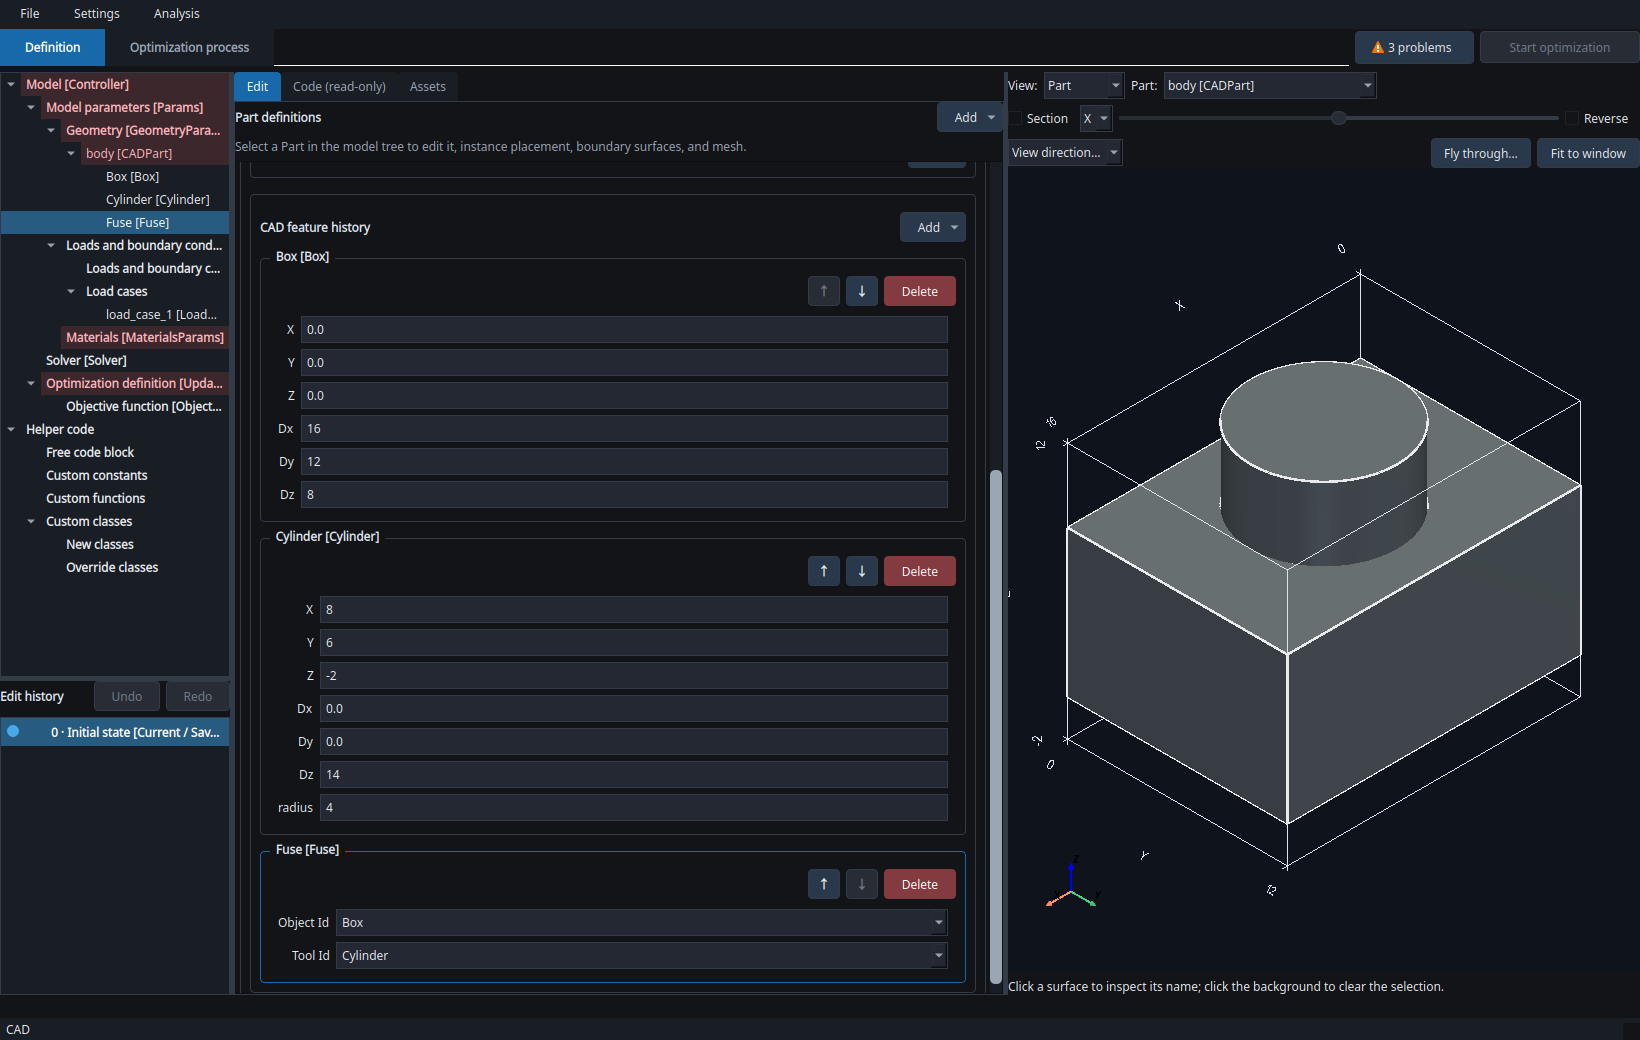 File Settings Analysis
Definition Optimization process 3 problems Start optimization
Model [Controller]
Model parameters [Params]
Geometry [GeometryPara...
body [CADPart]
Box [Box]
Cylinder [Cylinder]
Fuse [Fuse]
Loads and boundary cond...
Loads and boundary c...
Load cases
load_case_1 [Load...
Materials [MaterialsParams]
Solver [Solver]
Optimization definition [Upda...
Objective function [Object...
Helper code
Free code block
Custom constants
Custom functions
Custom classes
New classes
Override classes
Edit history Undo Redo
0 · Initial state [Current / Sav...
Edit Code (read-only) Assets
Part definitions Add
Select a Part in the model tree to edit it, instance placement, boundary surfaces, and mesh.
CAD feature history Add
Box [Box]
↑ ↓ Delete
X 0.0
Y 0.0
Z 0.0
Dx 16
Dy 12
Dz 8
Cylinder [Cylinder]
↑ ↓ Delete
X 8
Y 6
Z -2
Dx 0.0
Dy 0.0
Dz 14
radius 4
Fuse [Fuse]
↑ ↓ Delete
Object Id Box
Tool Id Cylinder
View: Part Part: body [CADPart]
Section X Reverse
View direction... Fly through... Fit to window
0
X
16
12
-2
0
Y
12
Z
Click a surface to inspect its name; click the background to clear the selection.
CAD